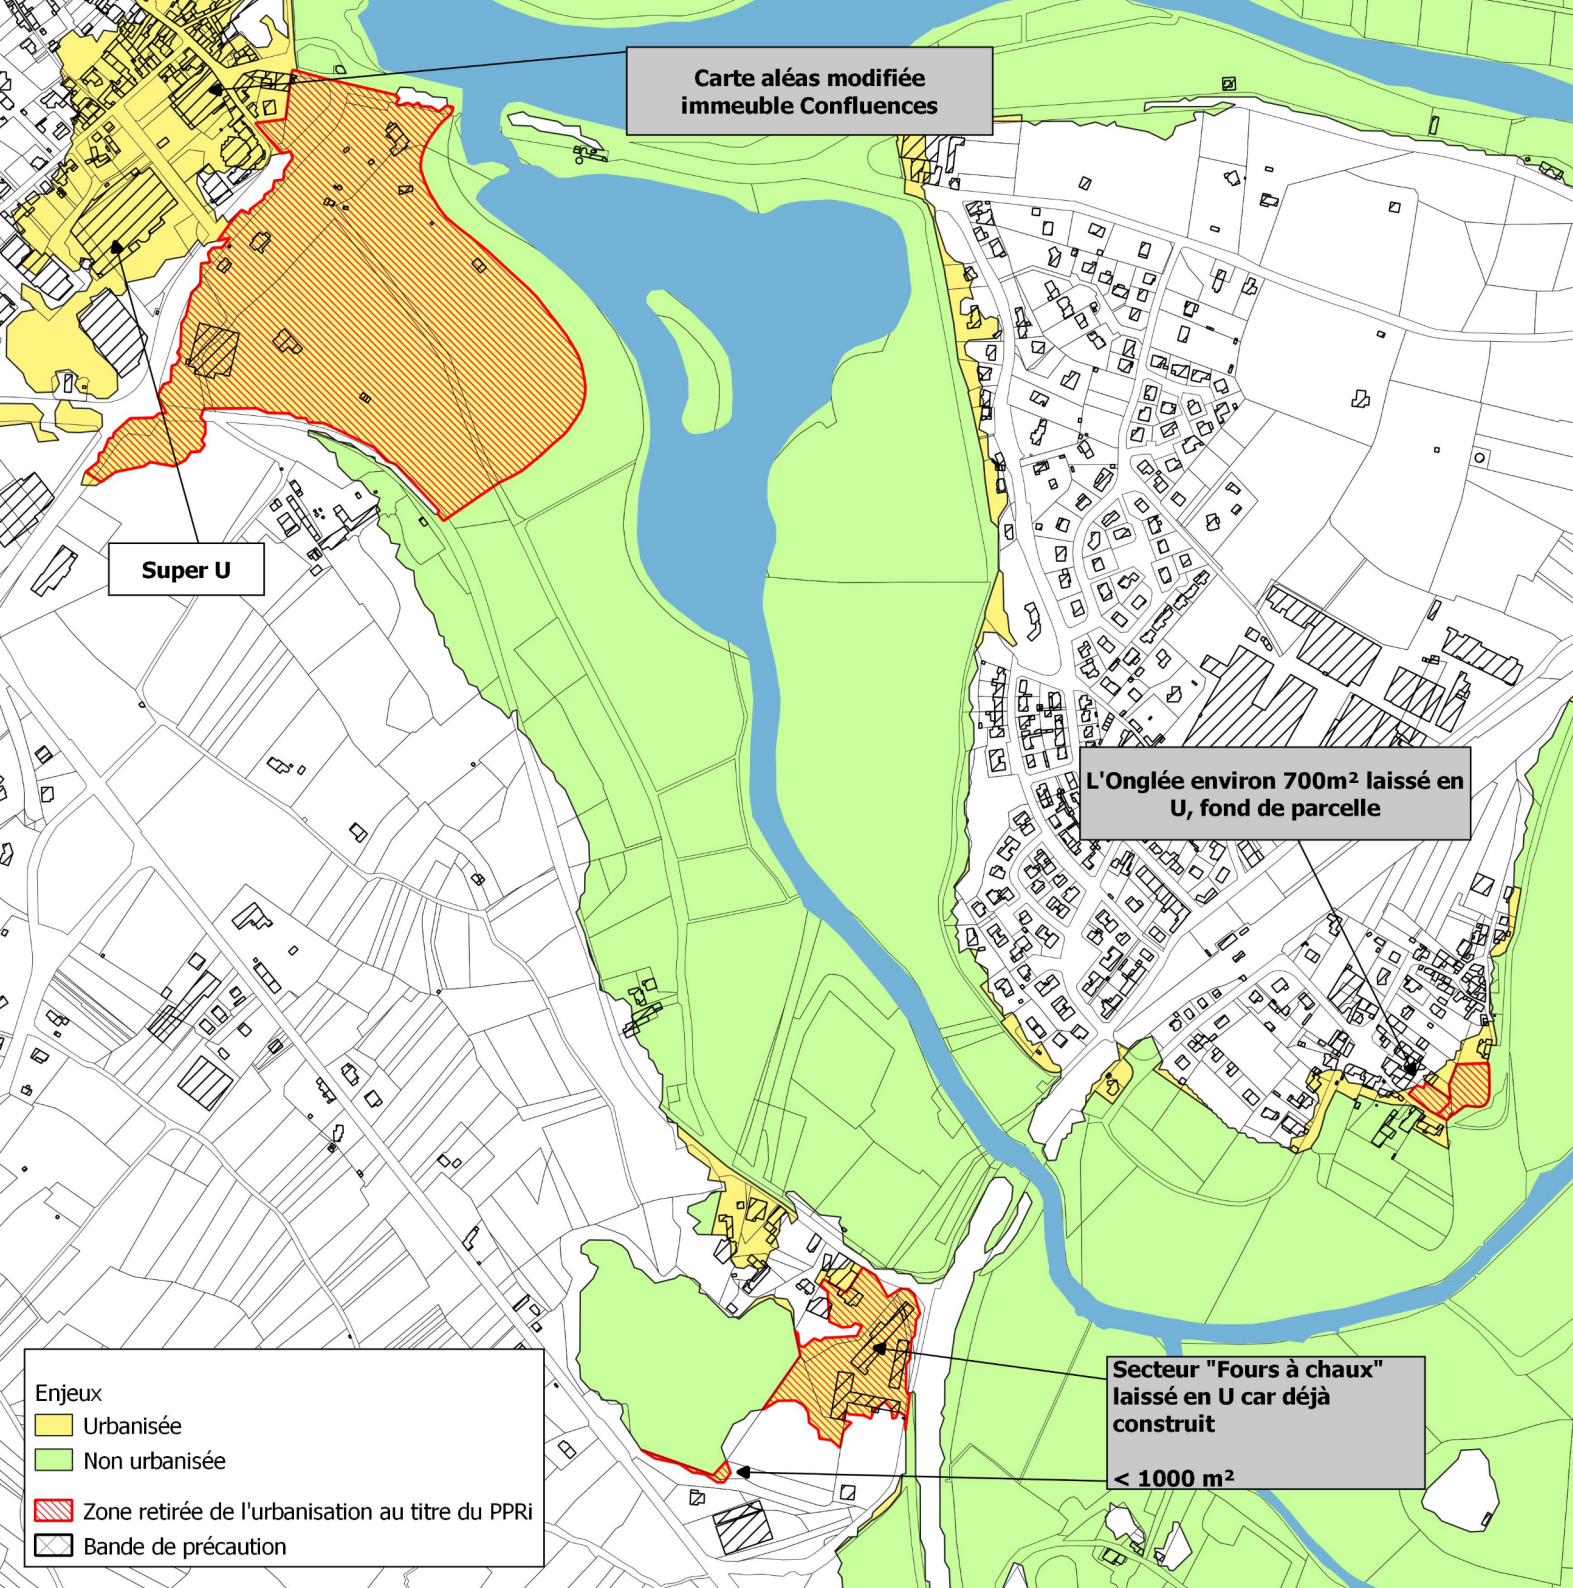 Carte aléas modifiée
immeuble Confluences
Super U
L'Onglée environ 700m² laissé en
U, fond de parcelle
Secteur "Fours à chaux"
laissé en U car déjà
construit
< 1000 m²
Enjeux
Urbanisée
Non urbanisée
Zone retirée de l'urbanisation au titre du PPRi
Bande de précaution